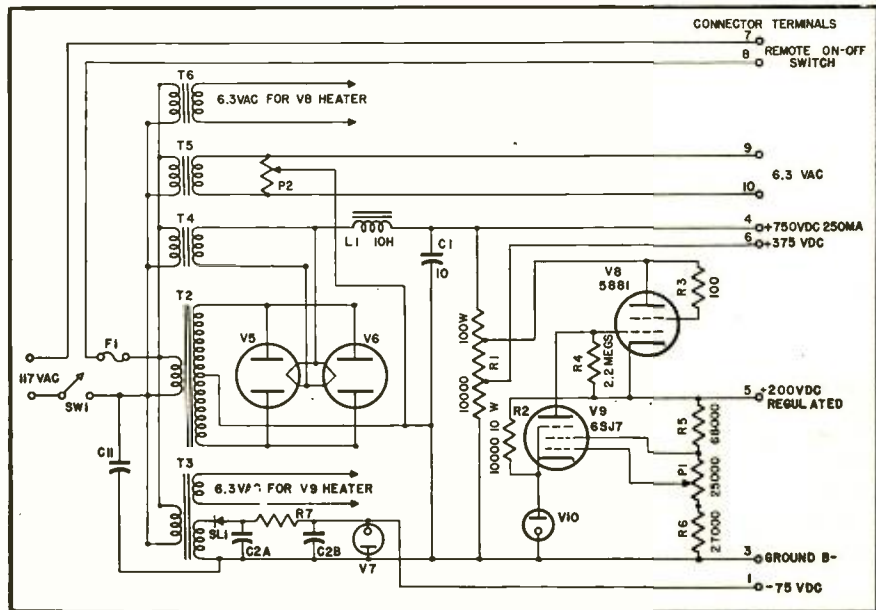 CONNECTOR TERMINALS
7
8
REMOTE ON-OFF
SWITCH
T6
6.3VAC FOR V8 HEATER
T5
P2
9
6.3 VAC
10
T4
L1 10H
C1
10
4
+750VDC 250MA
6
+375 VDC
V8
5881
R3
100
T2
V5
V6
100W
R1
10000
R4
2.2 MEGS
F1
117VAC
SW1
R2
10000 10 W
V9
6SJ7
5
+200VDC
REGULATED
R5
68000
P1
25000
R6
27000
C11
T3
6.3VAC FOR V9 HEATER
SL1
R7
C2A
C2B
V7
V10
3
GROUND B-
1
-75 VDC